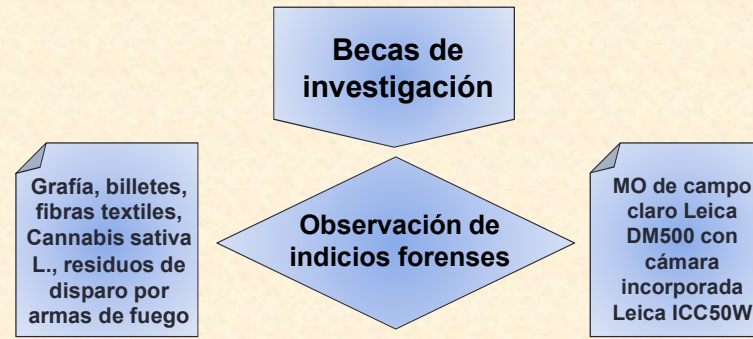 Becas de
investigación
Grafía, billetes,
fibras textiles,
Cannabis sativa
L., residuos de
disparo por
armas de fuego
Observación de
indicios forenses
MO de campo
claro Leica
DM500 con
cámara
incorporada
Leica ICC50W